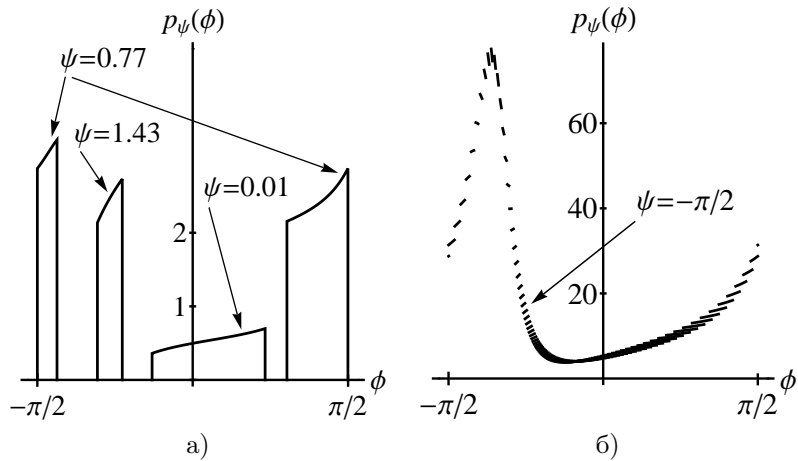 p_ψ(ϕ)
ψ=0.77
ψ=1.43
ψ=0.01
2
1
−π/2
π/2
ϕ
а)
p_ψ(ϕ)
60
40
20
ψ=−π/2
−π/2
π/2
ϕ
б)